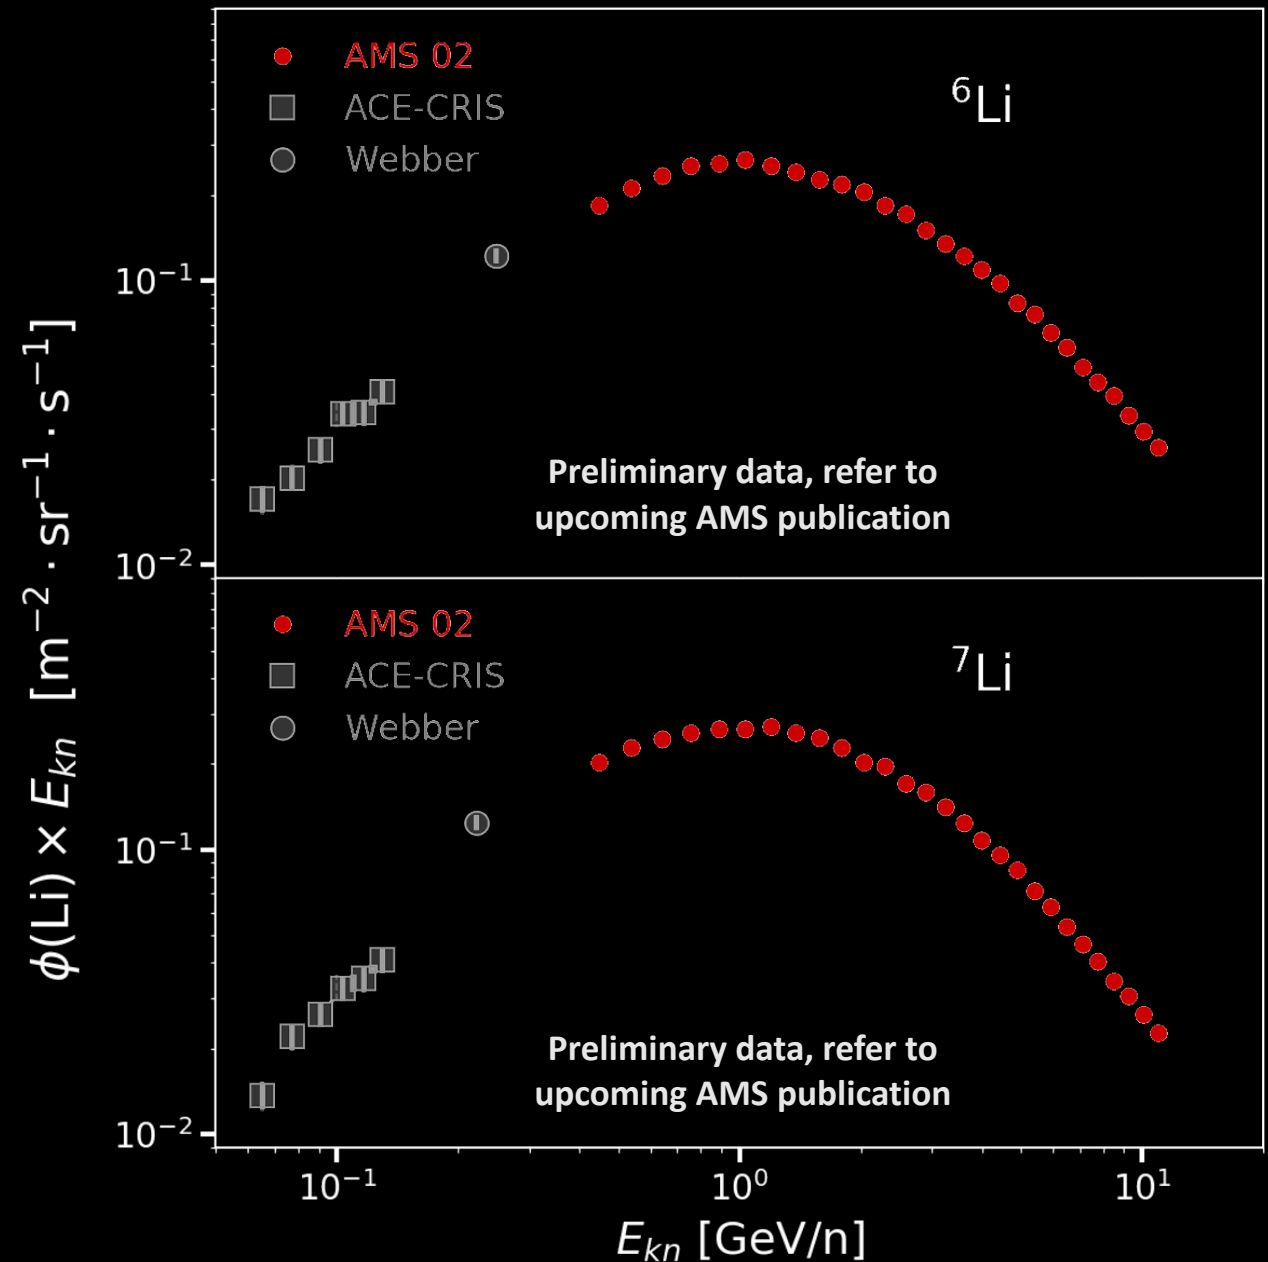 AMS 02
ACE-CRIS
Webber
⁶Li
10⁻¹
Preliminary data, refer to
upcoming AMS publication
10⁻²
AMS 02
ACE-CRIS
Webber
⁷Li
10⁻¹
Preliminary data, refer to
upcoming AMS publication
10⁻²
10⁻¹ 10⁰ 10¹
E_kn [GeV/n]
ϕ(Li) × E_kn [m⁻² · sr⁻¹ · s⁻¹]